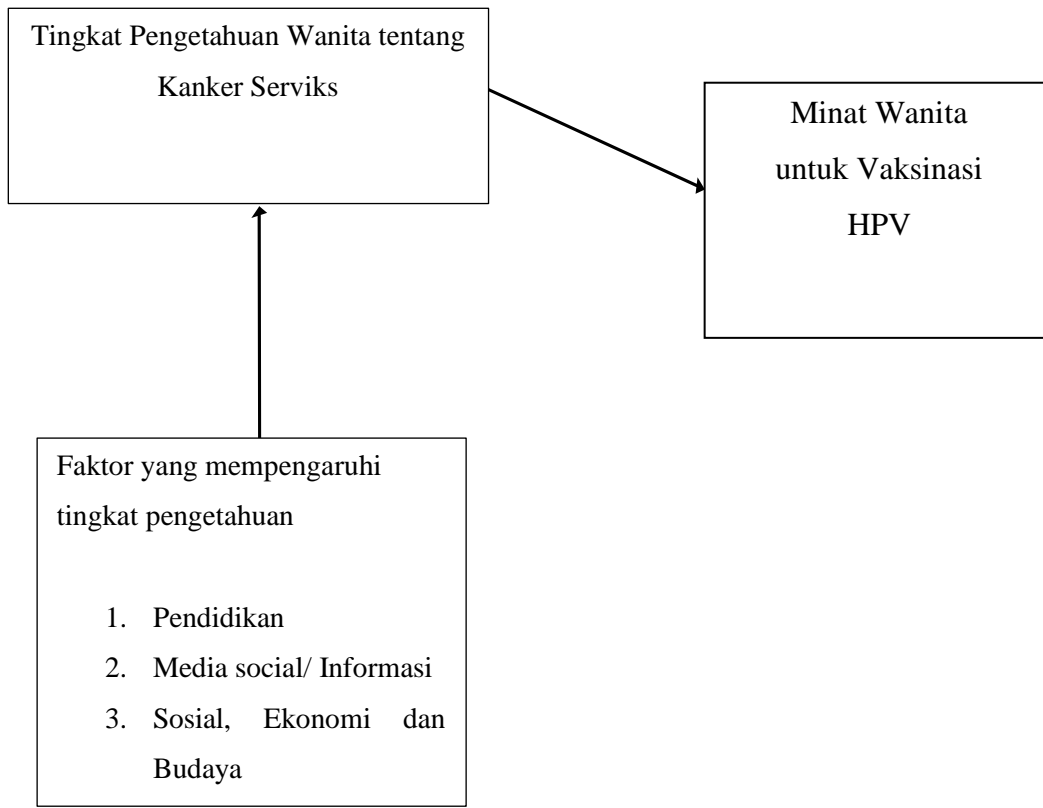 Tingkat Pengetahuan Wanita tentang
Kanker Serviks
Minat Wanita
untuk Vaksinasi
HPV
Faktor yang mempengaruhi
tingkat pengetahuan
1. Pendidikan
2. Media social/ Informasi
3. Sosial, Ekonomi dan
Budaya